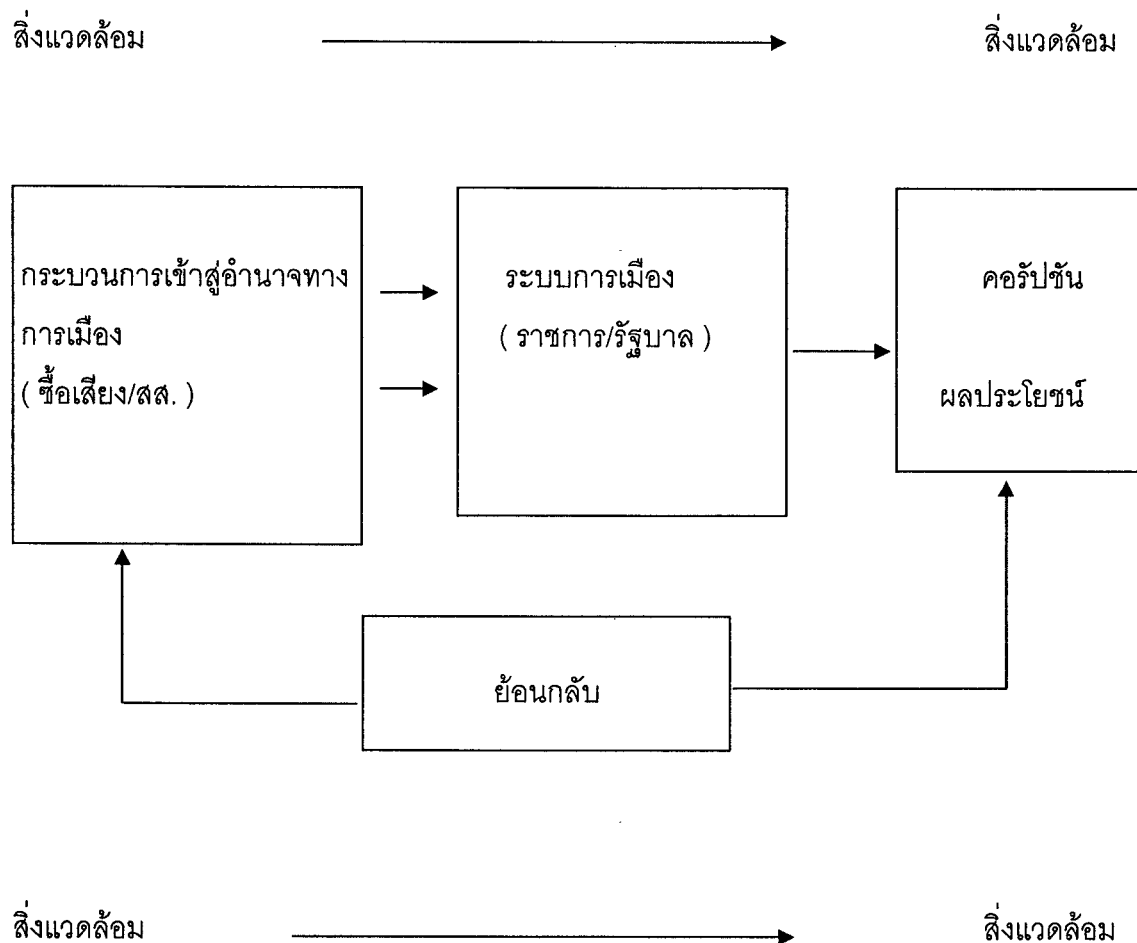 สิ่งแวดล้อม
สิ่งแวดล้อม
กระบวนการเข้าสู่อำนาจทาง
การเมือง
( ซื้อเสียง/สส. )
ระบบการเมือง
( ราชการ/รัฐบาล )
คอรัปชัน
ผลประโยชน์
ย้อนกลับ
สิ่งแวดล้อม
สิ่งแวดล้อม